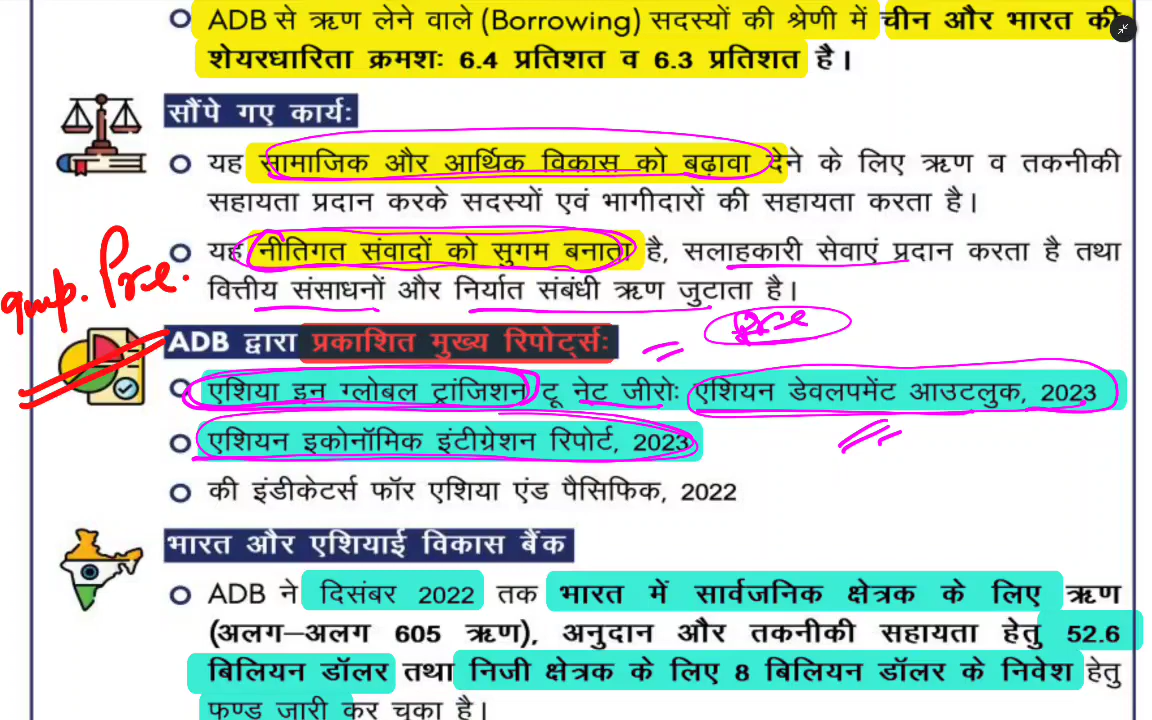 ADB से ऋण लेने वाले (Borrowing) सदस्यों की श्रेणी में चीन और भारत की
शेयरधारिता क्रमशः 6.4 प्रतिशत व 6.3 प्रतिशत है।
सौंपे गए कार्यः
यह सामाजिक और आर्थिक विकास को बढ़ावा देने के लिए ऋण व तकनीकी
सहायता प्रदान करके सदस्यों एवं भागीदारों की सहायता करता है।
यह नीतिगत संवादों को सुगम बनाता है, सलाहकारी सेवाएं प्रदान करता है तथा
वित्तीय संसाधनों और निर्यात संबंधी ऋण जुटाता है।
Imp. Pre.
Pre
ADB द्वारा प्रकाशित मुख्य रिपोर्ट्सः
एशिया इन ग्लोबल ट्रांजिशन टू नेट जीरोः एशियन डेवलपमेंट आउटलुक, 2023
एशियन इकोनॉमिक इंटीग्रेशन रिपोर्ट, 2023
की इंडीकेटर्स फॉर एशिया एंड पैसिफिक, 2022
भारत और एशियाई विकास बैंक
ADB ने दिसंबर 2022 तक भारत में सार्वजनिक क्षेत्रक के लिए ऋण
(अलग–अलग 605 ऋण), अनुदान और तकनीकी सहायता हेतु 52.6
बिलियन डॉलर तथा निजी क्षेत्रक के लिए 8 बिलियन डॉलर के निवेश हेतु
फण्ड जारी कर चुका है।